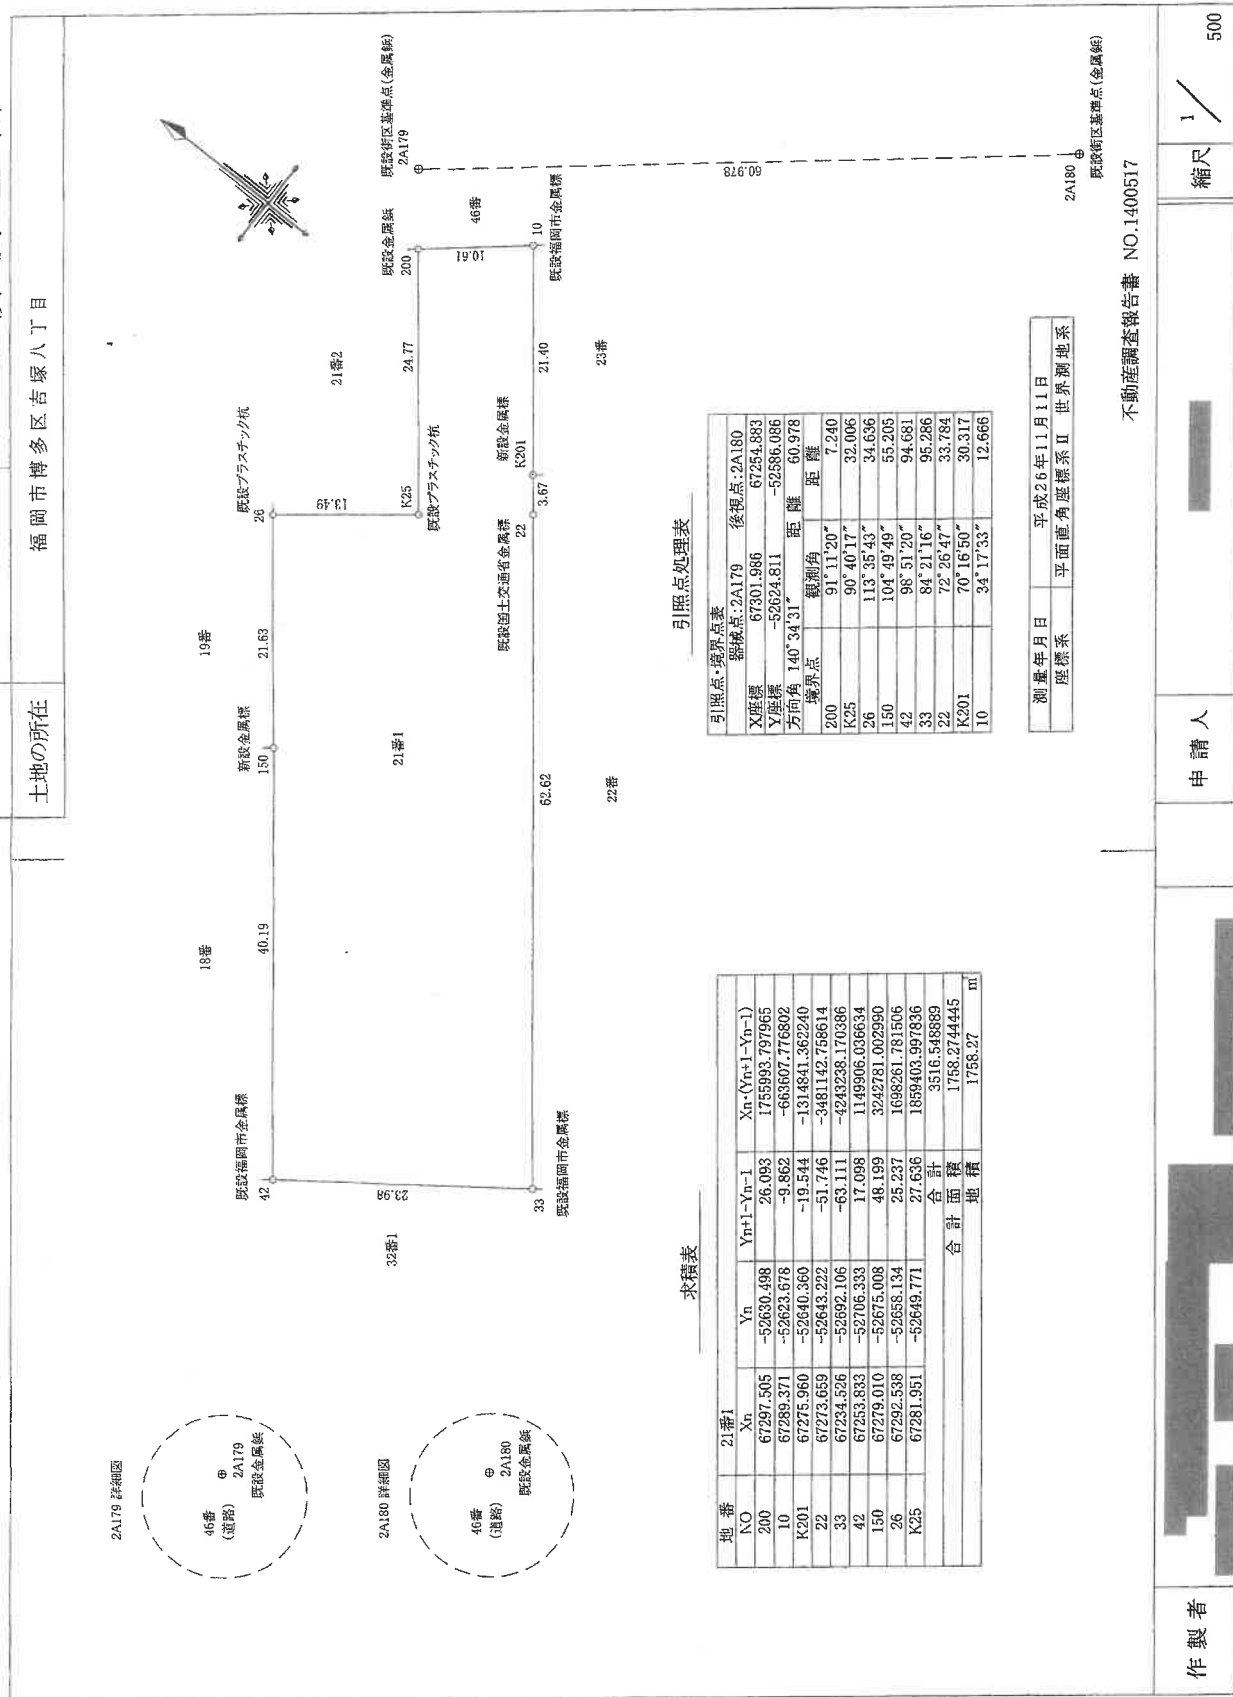 土地の所在
福岡市博多区吉塚八丁目
2A179 詳細図
46番
(道路)
2A179
既設金属鋲
2A180 詳細図
46番
(道路)
2A180
既設金属鋲
18番
19番
既設福岡市金属標
42
40.19
新設金属標
150
21.63
既設プラスチック杭
26
13.49
21番2
K25
既設プラスチック杭
24.77
既設金属鋲
200
46番
10.61
既設街区基準点(金属鋲)
2A179
60.978
2A180
既設街区基準点(金属鋲)
32番1
23.98
21番1
33
既設福岡市金属標
62.62
22番
既設国土交通省金属標
22
3.67
新設金属標
K201
21.40
23番
10
既設福岡市金属標
求積表
地番 21番1
NO Xn Yn Yn+1-Yn-1 Xn・(Yn+1-Yn-1)
200 67297.505 -52630.498 26.093 1755993.797965
10 67289.371 -52623.678 -9.862 -663607.776802
K201 67275.960 -52640.360 -19.544 -1314841.362240
22 67273.659 -52643.222 -51.746 -3481142.758614
33 67234.526 -52692.106 -63.111 -4243238.170386
42 67253.833 -52706.333 17.098 1149906.036634
150 67279.010 -52675.008 48.199 3242781.002990
26 67292.538 -52658.134 25.237 1698261.781506
K25 67281.951 -52649.771 27.636 1859403.997836
合計 3516.548889
合計面積 1758.2744445
地積 1758.27 ㎡
引照点処理表
引照点・境界点表
器械点:2A179 後視点:2A180
X座標 67301.986 67254.883
Y座標 -52624.811 -52586.086
方向角 140°34'31" 距離 60.978
境界点 観測角 距離
200 91°11'20" 7.240
K25 90°40'17" 32.006
26 113°35'43" 34.636
150 104°49'49" 55.205
42 98°51'20" 94.681
33 84°21'16" 95.286
22 72°26'47" 33.784
K201 70°16'50" 30.317
10 34°17'33" 12.666
測量年月日 平成26年11月11日
座標系 平面直角座標系Ⅱ 世界測地系
不動産調査報告書 NO.1400517
作製者
申請人
縮尺
1/500